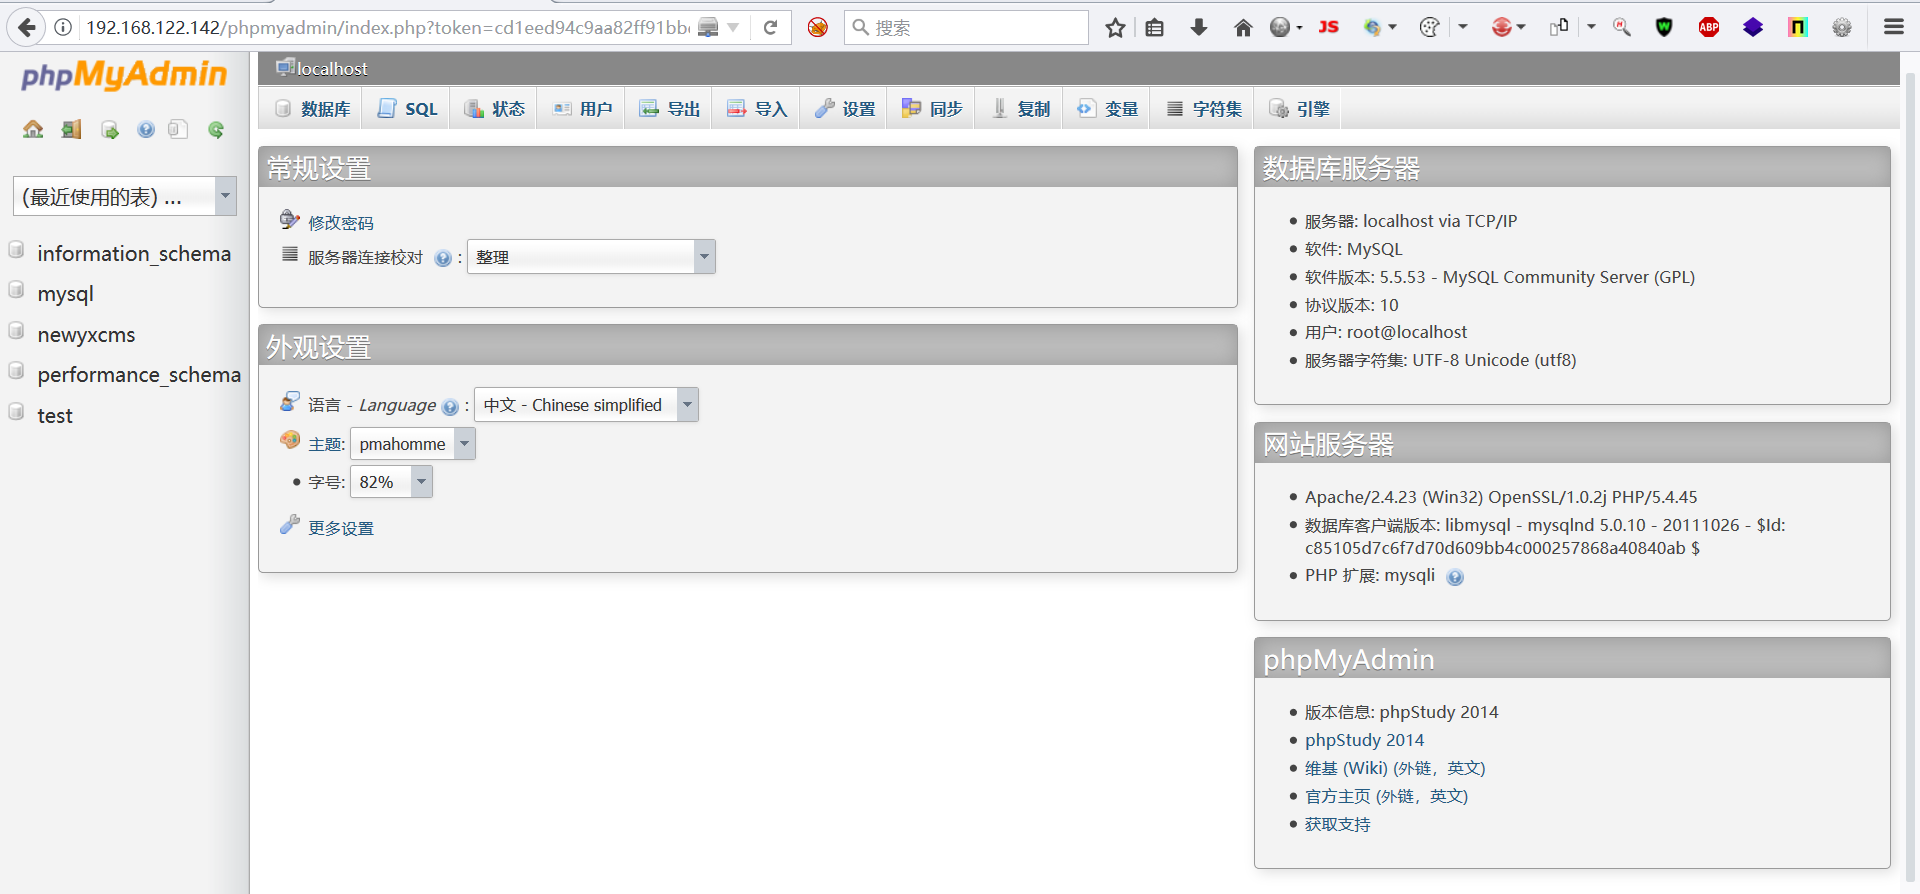 192.168.122.142/phpmyadmin/index.php?token=cd1eed94c9aa82ff91bb
搜索
JS
ABP
phpMyAdmin
(最近使用的表) ...
information_schema
mysql
newyxcms
performance_schema
test
localhost
数据库 SQL 状态 用户 导出 导入 设置 同步 复制 变量 字符集 引擎
常规设置
修改密码
服务器连接校对 : 整理
外观设置
语言 - Language : 中文 - Chinese simplified
主题: pmahomme
字号: 82%
更多设置
数据库服务器
服务器: localhost via TCP/IP
软件: MySQL
软件版本: 5.5.53 - MySQL Community Server (GPL)
协议版本: 10
用户: root@localhost
服务器字符集: UTF-8 Unicode (utf8)
网站服务器
Apache/2.4.23 (Win32) OpenSSL/1.0.2j PHP/5.4.45
数据库客户端版本: libmysql - mysqlnd 5.0.10 - 20111026 - $Id:
c85105d7c6f7d70d609bb4c000257868a40840ab $
PHP 扩展: mysqli
phpMyAdmin
版本信息: phpStudy 2014
phpStudy 2014
维基 (Wiki) (外链，英文)
官方主页 (外链，英文)
获取支持